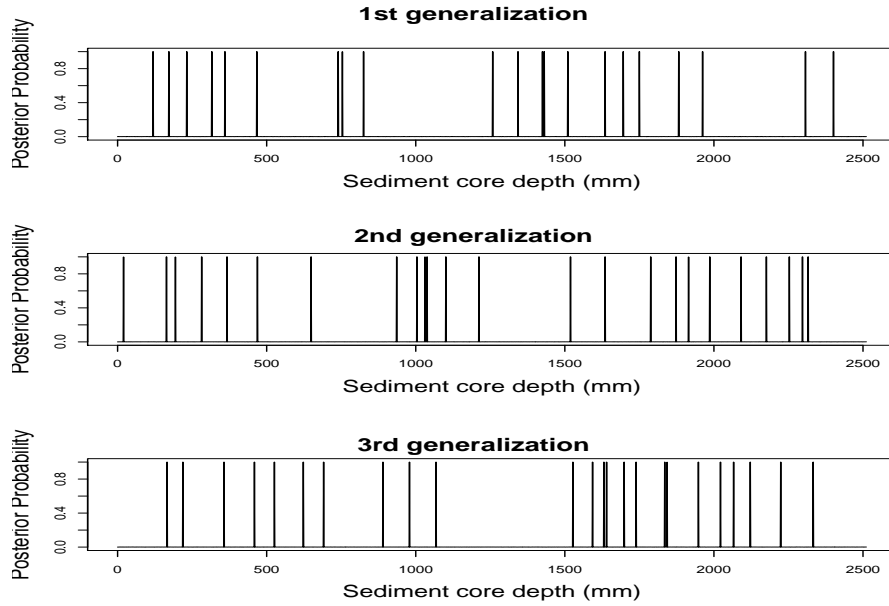 1st generalization
Posterior Probability
0.0 0.4 0.8
0 500 1000 1500 2000 2500
Sediment core depth (mm)
2nd generalization
Posterior Probability
0.0 0.4 0.8
0 500 1000 1500 2000 2500
Sediment core depth (mm)
3rd generalization
Posterior Probability
0.0 0.4 0.8
0 500 1000 1500 2000 2500
Sediment core depth (mm)